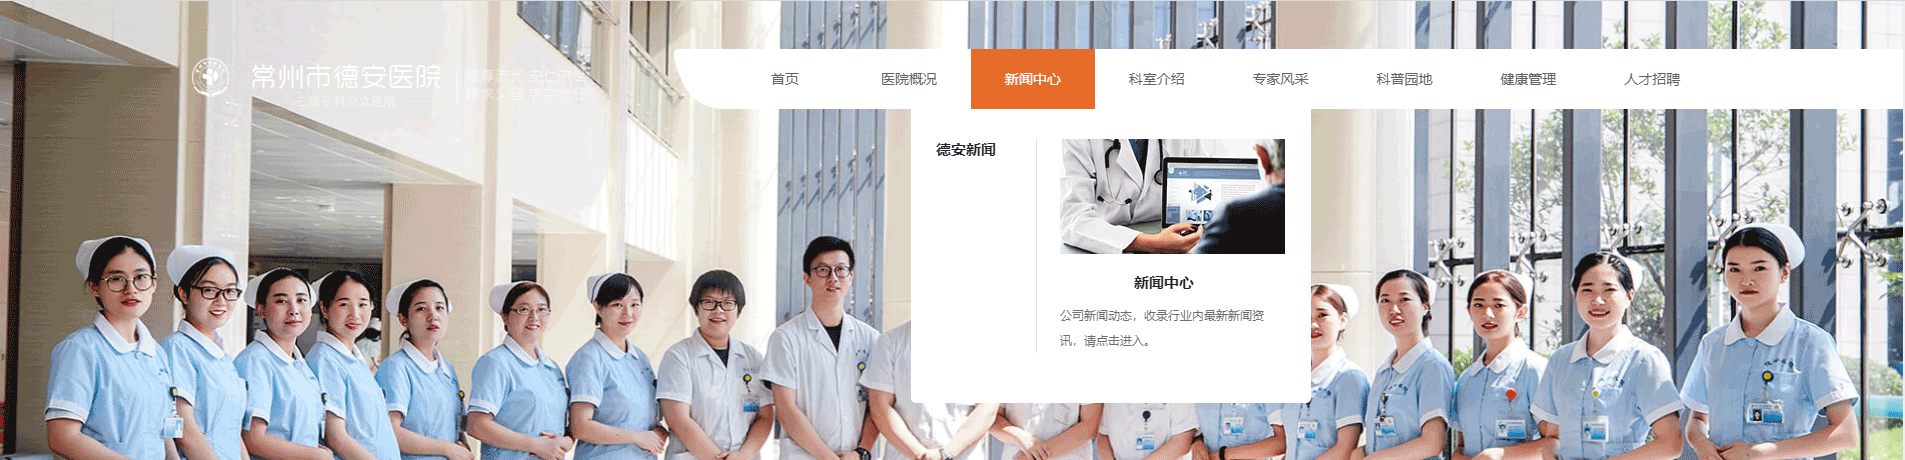 常州市德安医院
三级专科公立医院
首页
医院概况
新闻中心
科室介绍
专家风采
科普园地
健康管理
人才招聘
德安新闻
新闻中心
公司新闻动态，收录行业内最新新闻资
讯，请点击进入。